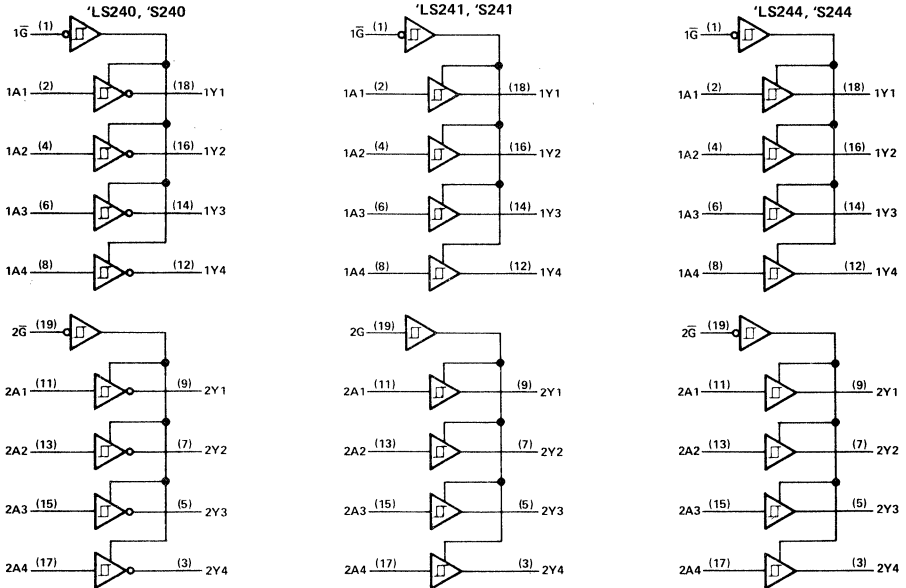 'LS240, 'S240
1G̅ (1)
1A1 (2) (18) 1Y1
1A2 (4) (16) 1Y2
1A3 (6) (14) 1Y3
1A4 (8) (12) 1Y4
2G̅ (19)
2A1 (11) (9) 2Y1
2A2 (13) (7) 2Y2
2A3 (15) (5) 2Y3
2A4 (17) (3) 2Y4
'LS241, 'S241
1G̅ (1)
1A1 (2) (18) 1Y1
1A2 (4) (16) 1Y2
1A3 (6) (14) 1Y3
1A4 (8) (12) 1Y4
2G (19)
2A1 (11) (9) 2Y1
2A2 (13) (7) 2Y2
2A3 (15) (5) 2Y3
2A4 (17) (3) 2Y4
'LS244, 'S244
1G̅ (1)
1A1 (2) (18) 1Y1
1A2 (4) (16) 1Y2
1A3 (6) (14) 1Y3
1A4 (8) (12) 1Y4
2G̅ (19)
2A1 (11) (9) 2Y1
2A2 (13) (7) 2Y2
2A3 (15) (5) 2Y3
2A4 (17) (3) 2Y4